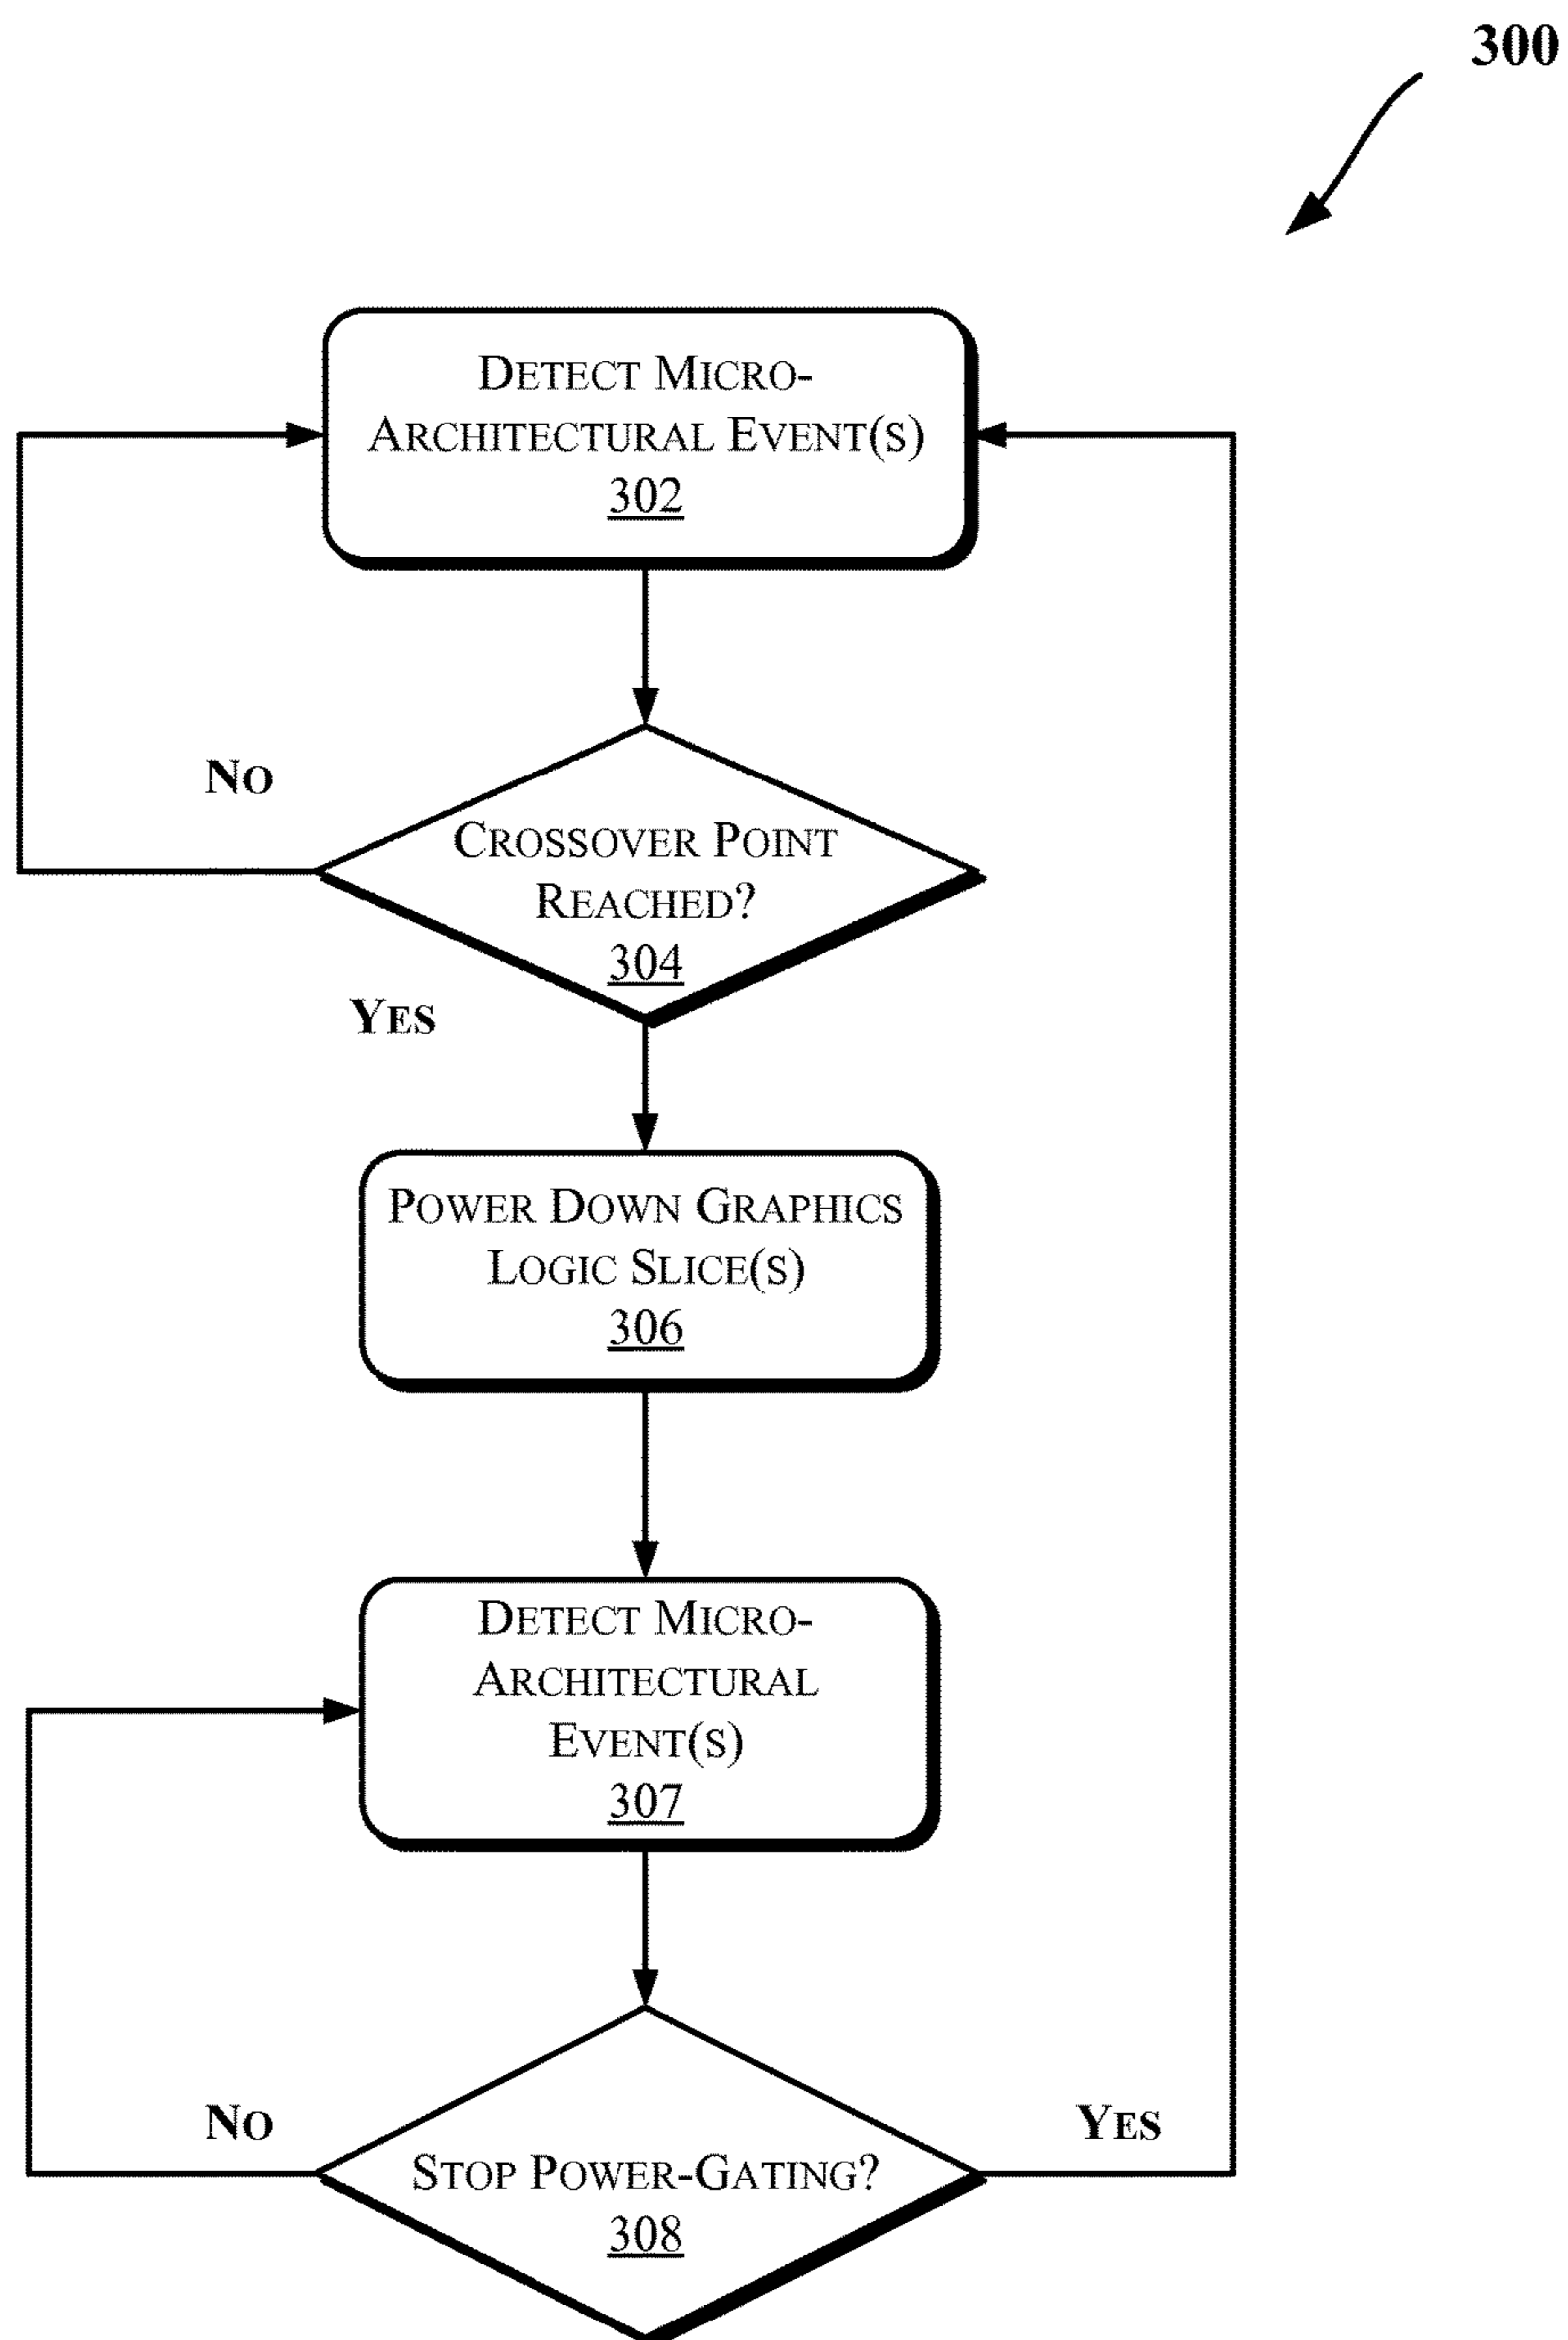 300
Detect Micro-
Architectural Event(s)
302
No
Crossover Point
Reached?
304
Yes
Power Down Graphics
Logic Slice(s)
306
Detect Micro-
Architectural
Event(s)
307
No
Yes
Stop Power-Gating?
308